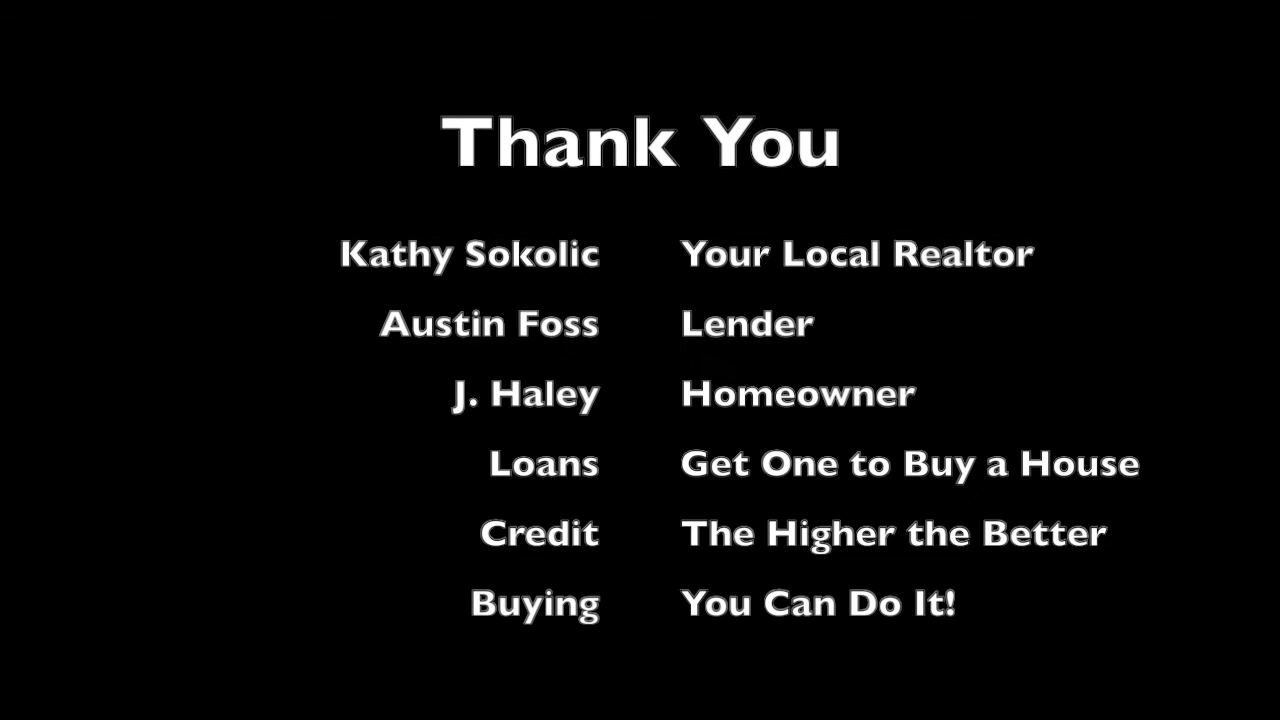 Thank You
Kathy Sokolic Your Local Realtor
Austin Foss Lender
J. Haley Homeowner
Loans Get One to Buy a House
Credit The Higher the Better
Buying You Can Do It!